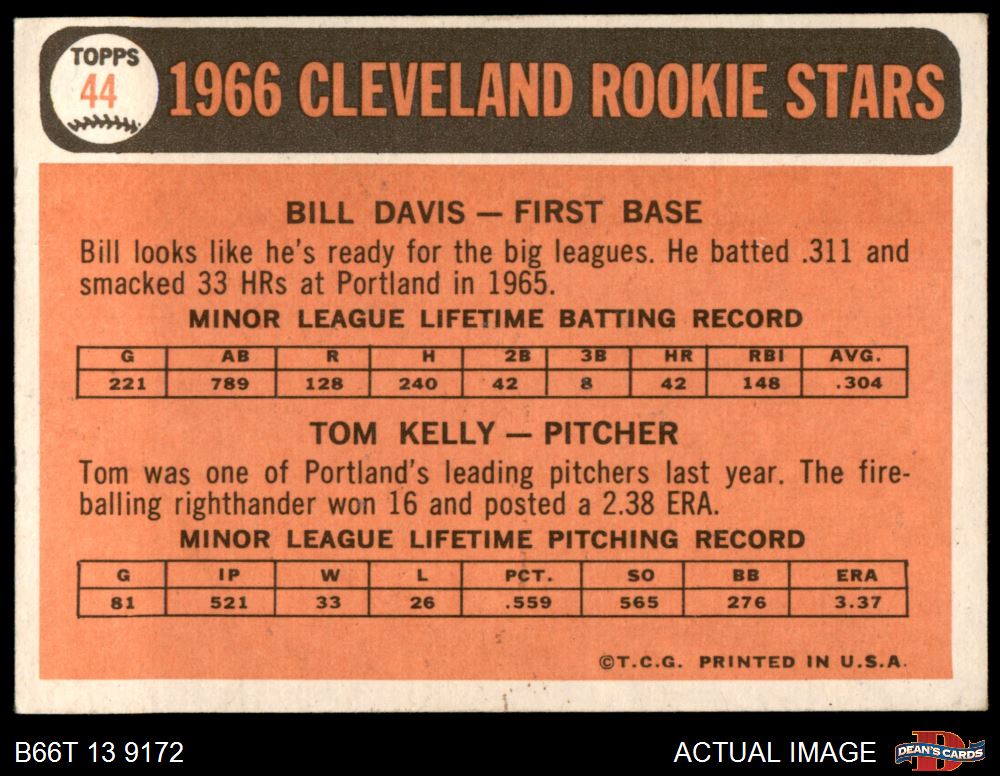 TOPPS
44
1966 CLEVELAND ROOKIE STARS
BILL DAVIS — FIRST BASE
Bill looks like he's ready for the big leagues. He batted .311 and
smacked 33 HRs at Portland in 1965.
MINOR LEAGUE LIFETIME BATTING RECORD
G AB R H 2B 3B HR RBI AVG.
221 789 128 240 42 8 42 148 .304
TOM KELLY — PITCHER
Tom was one of Portland's leading pitchers last year. The fire-
balling righthander won 16 and posted a 2.38 ERA.
MINOR LEAGUE LIFETIME PITCHING RECORD
G IP W L PCT. SO BB ERA
81 521 33 26 .559 565 276 3.37
©T.C.G. PRINTED IN U.S.A.
B66T 13 9172
ACTUAL IMAGE
DEAN'S CARDS